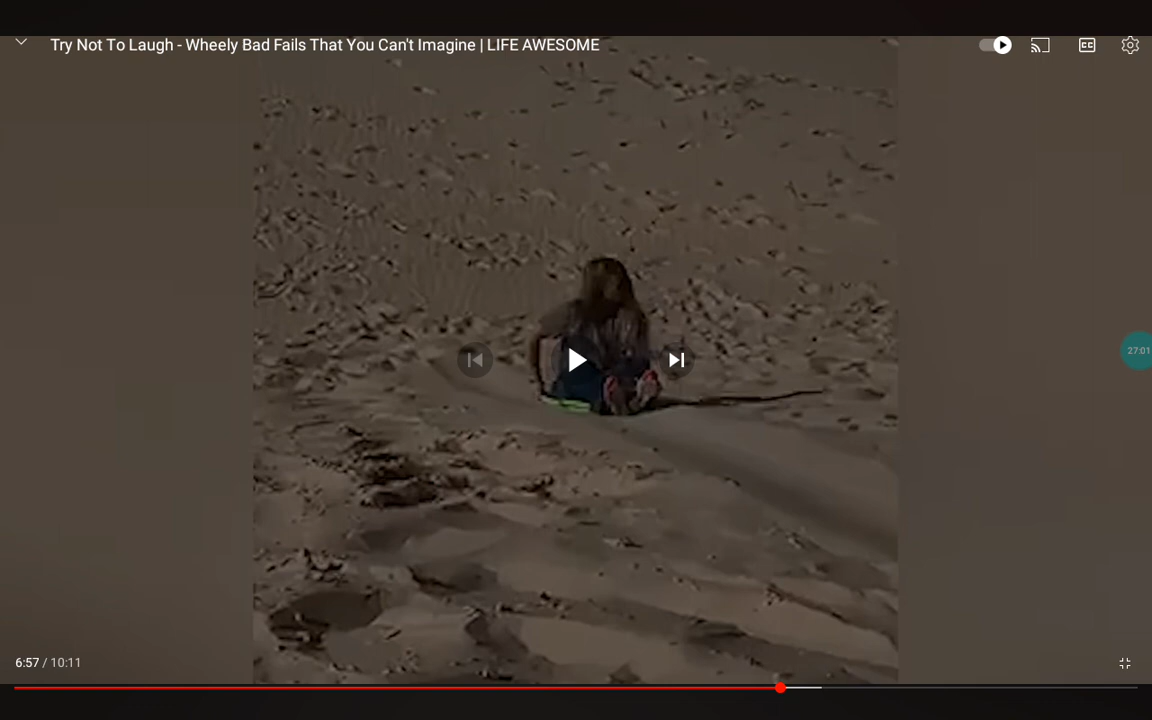 Try Not To Laugh - Wheely Bad Fails That You Can't Imagine | LIFE AWESOME
CC
27:01
6:57 / 10:11